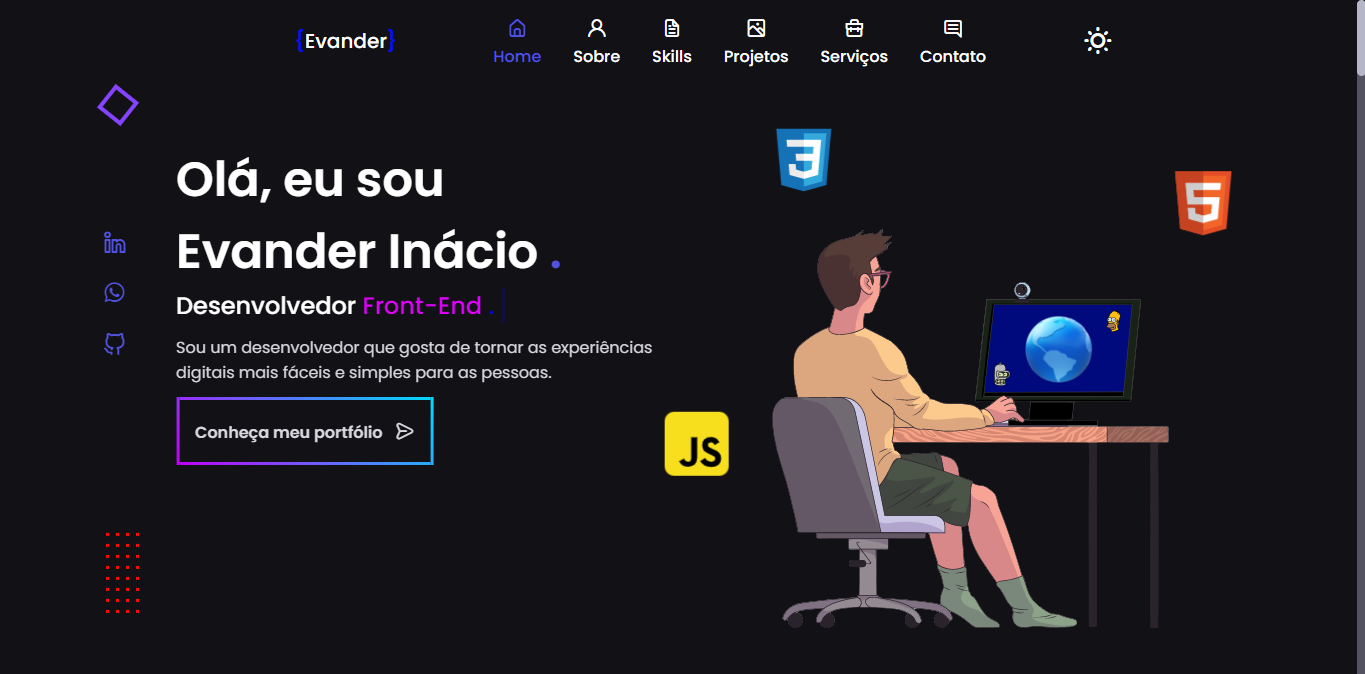 {Evander}
Home Sobre Skills Projetos Serviços Contato
Olá, eu sou
Evander Inácio .
Desenvolvedor Front-End .
Sou um desenvolvedor que gosta de tornar as experiências
digitais mais fáceis e simples para as pessoas.
Conheça meu portfólio
3
5
JS
in